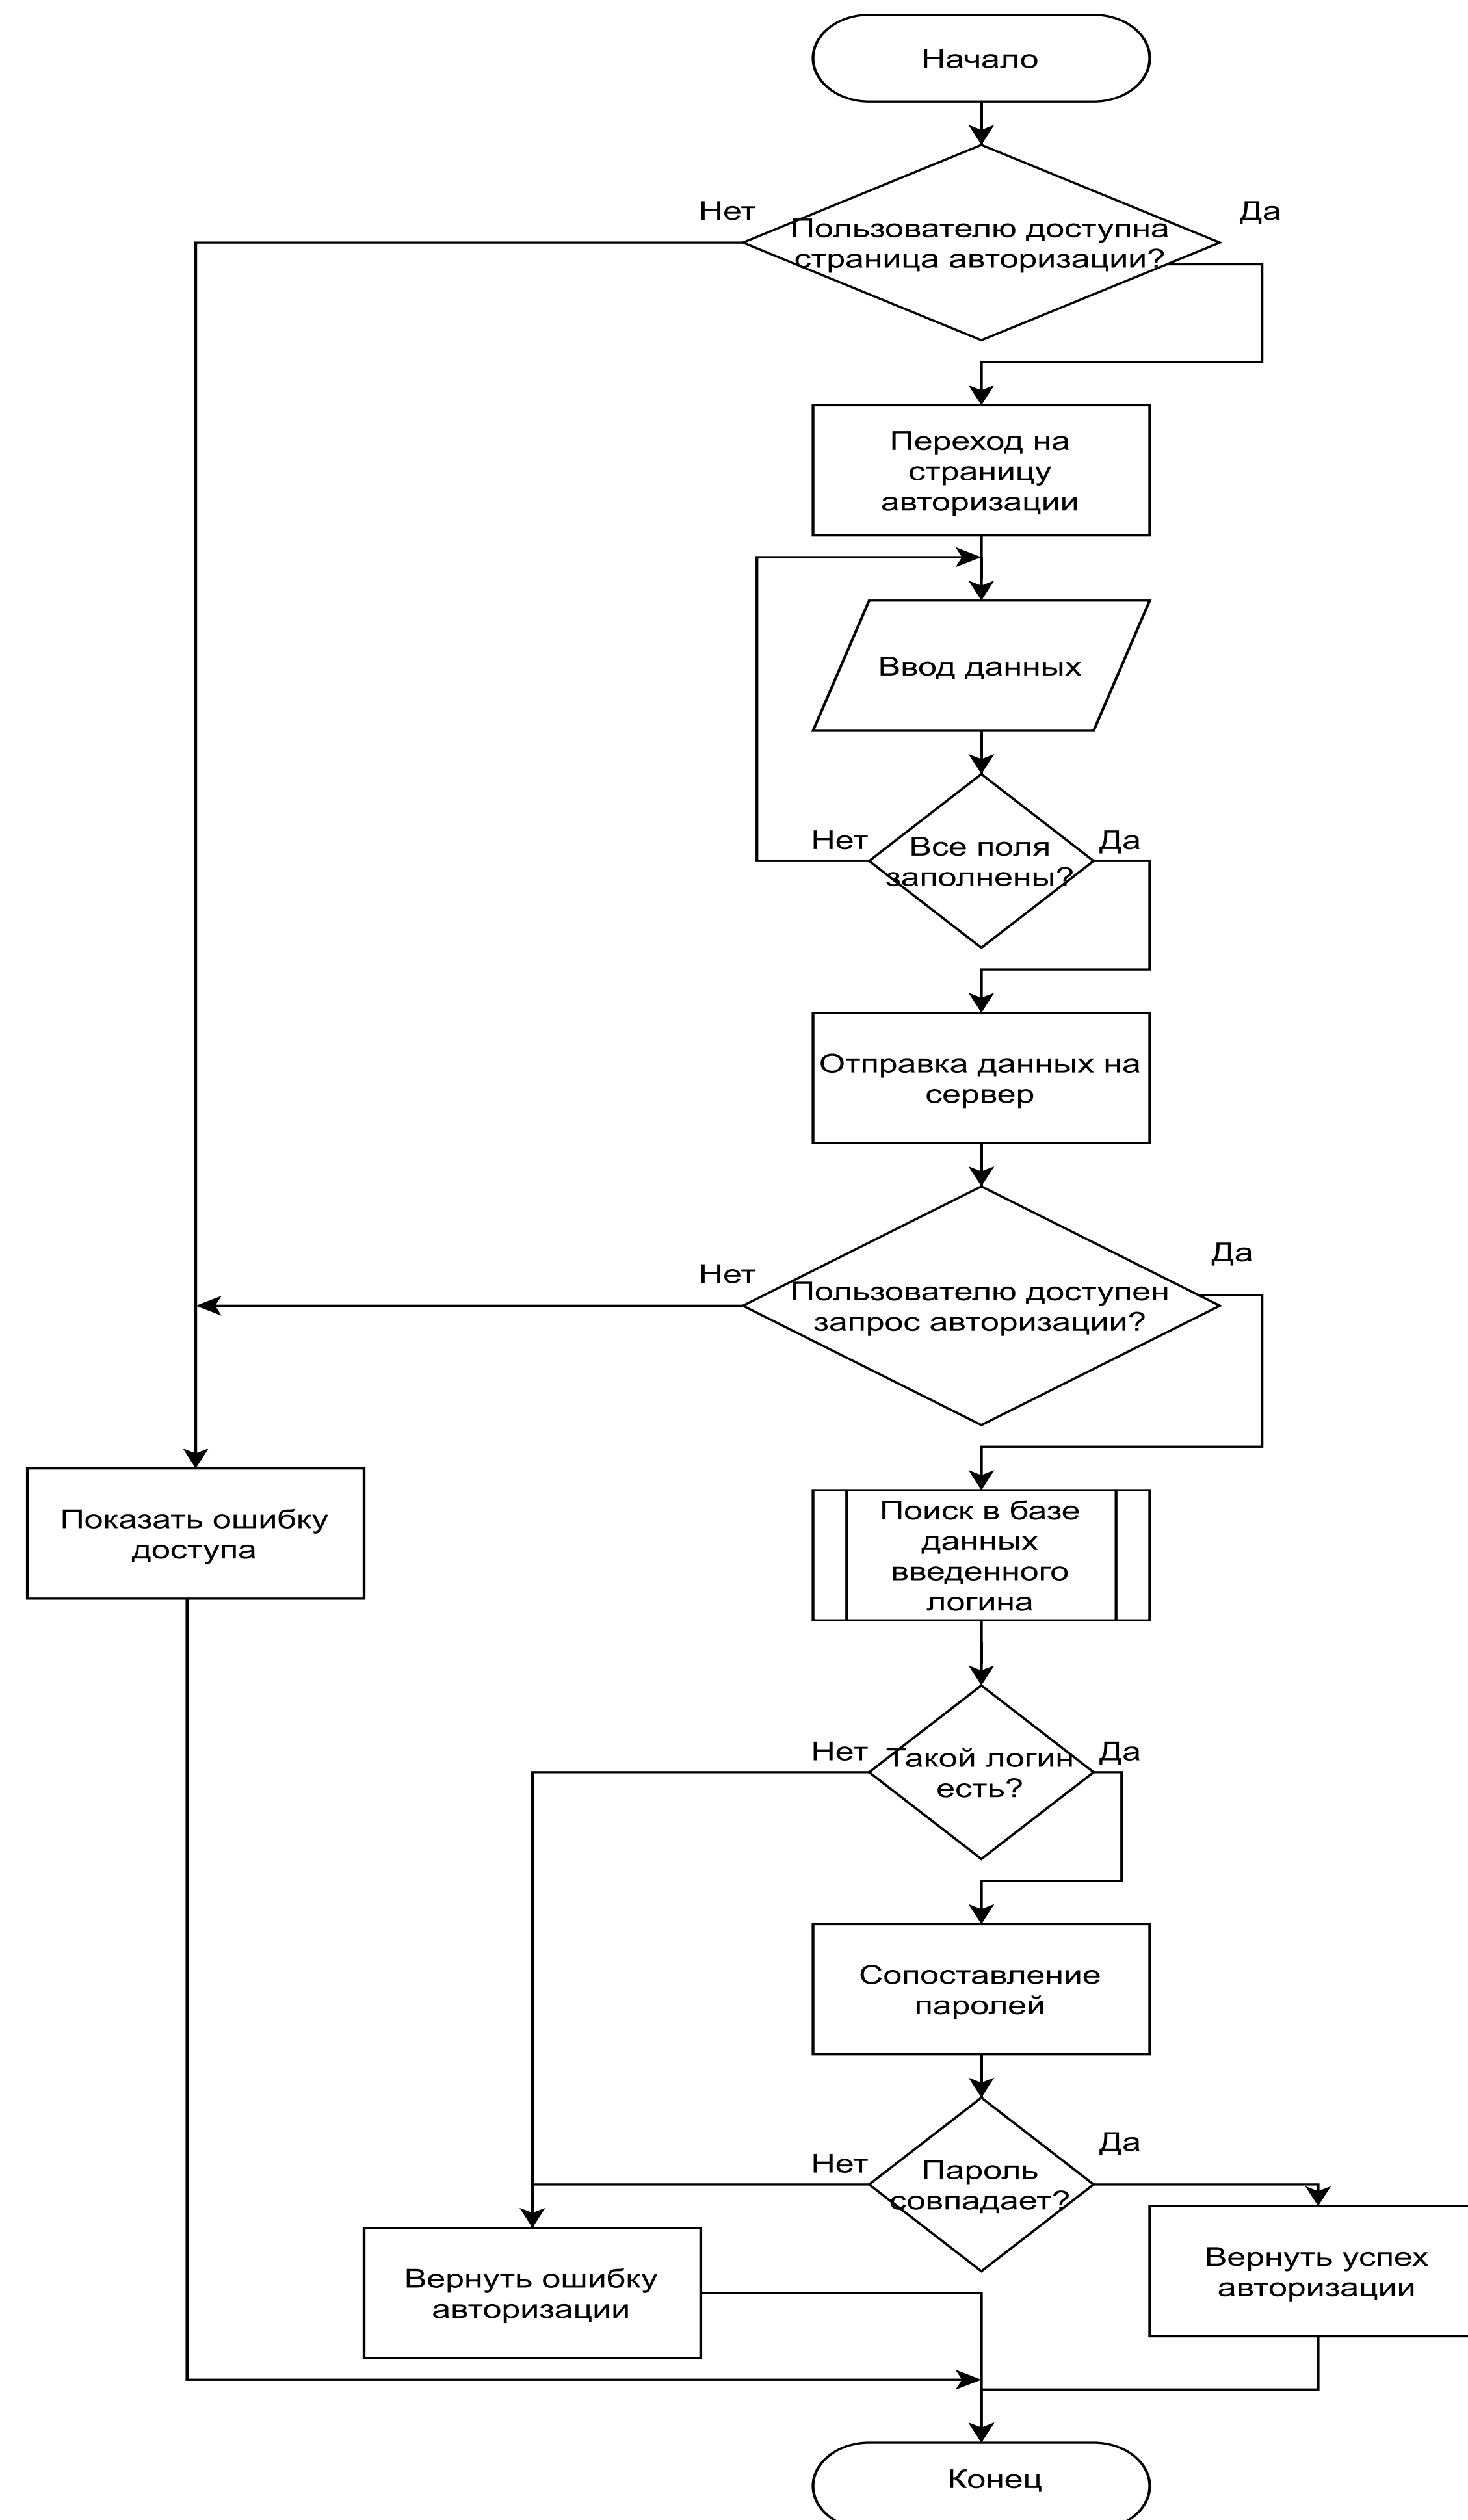 Начало
Нет
Да
Пользователю доступна
страница авторизации?
Переход на
страницу
авторизации
Ввод данных
Нет
Да
Все поля
заполнены?
Отправка данных на
сервер
Нет
Да
Пользователю доступен
запрос авторизации?
Показать ошибку
доступа
Поиск в базе
данных
введенного
логина
Нет
Да
Такой логин
есть?
Сопоставление
паролей
Нет
Да
Пароль
совпадает?
Вернуть ошибку
авторизации
Вернуть успех
авторизации
Конец